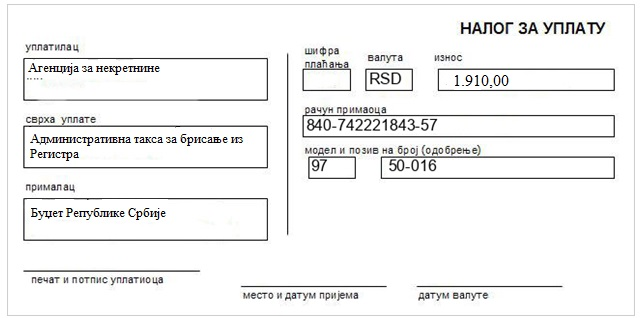 НАЛОГ ЗА УПЛАТУ
уплатилац
Агенција за некретнине
сврха уплате
Административна такса за брисање из
Регистра
прималац
Буџет Републике Србије
печат и потпис уплатиоца
шифра
плаћања
валута
износ
RSD
1.910,00
рачун примаоца
840-742221843-57
модел и позив на број (одобрење)
97
50-016
место и датум пријема
датум валуте